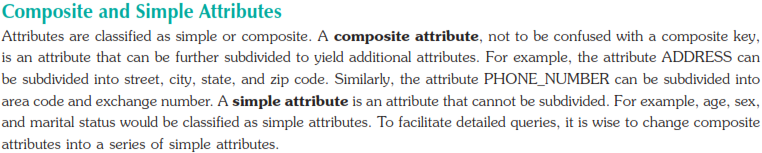 Composite and Simple Attributes
Attributes are classified as simple or composite. A composite attribute, not to be confused with a composite key,
is an attribute that can be further subdivided to yield additional attributes. For example, the attribute ADDRESS can
be subdivided into street, city, state, and zip code. Similarly, the attribute PHONE_NUMBER can be subdivided into
area code and exchange number. A simple attribute is an attribute that cannot be subdivided. For example, age, sex,
and marital status would be classified as simple attributes. To facilitate detailed queries, it is wise to change composite
attributes into a series of simple attributes.